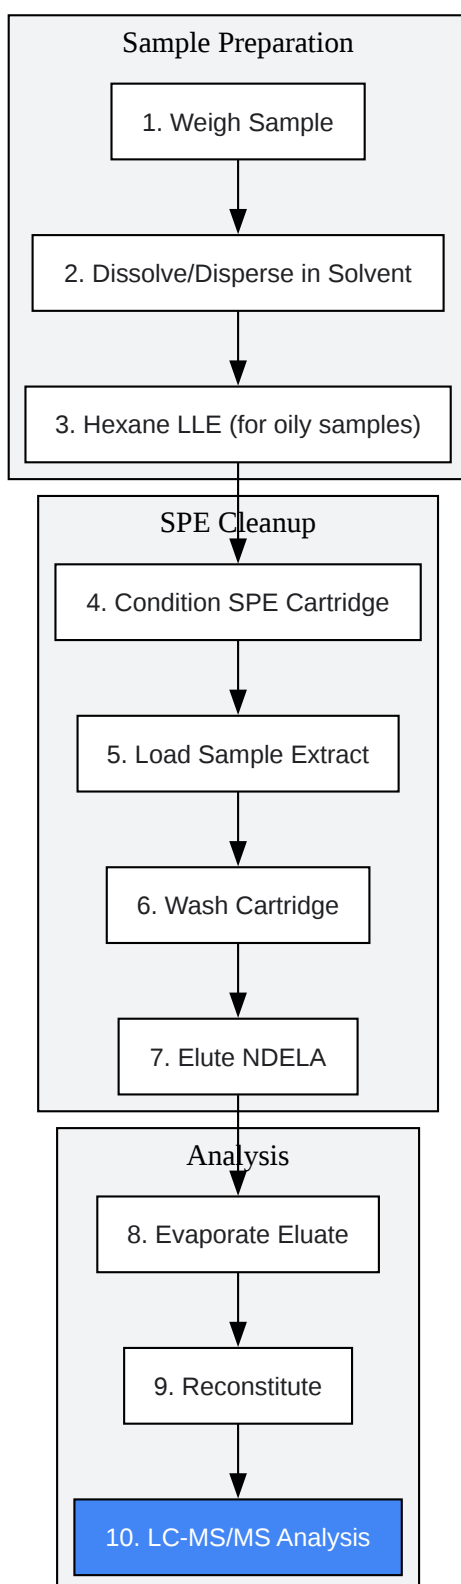 Sample Preparation
1. Weigh Sample
2. Dissolve/Disperse in Solvent
3. Hexane LLE (for oily samples)
SPE Cleanup
4. Condition SPE Cartridge
5. Load Sample Extract
6. Wash Cartridge
7. Elute NDELA
Analysis
8. Evaporate Eluate
9. Reconstitute
10. LC-MS/MS Analysis